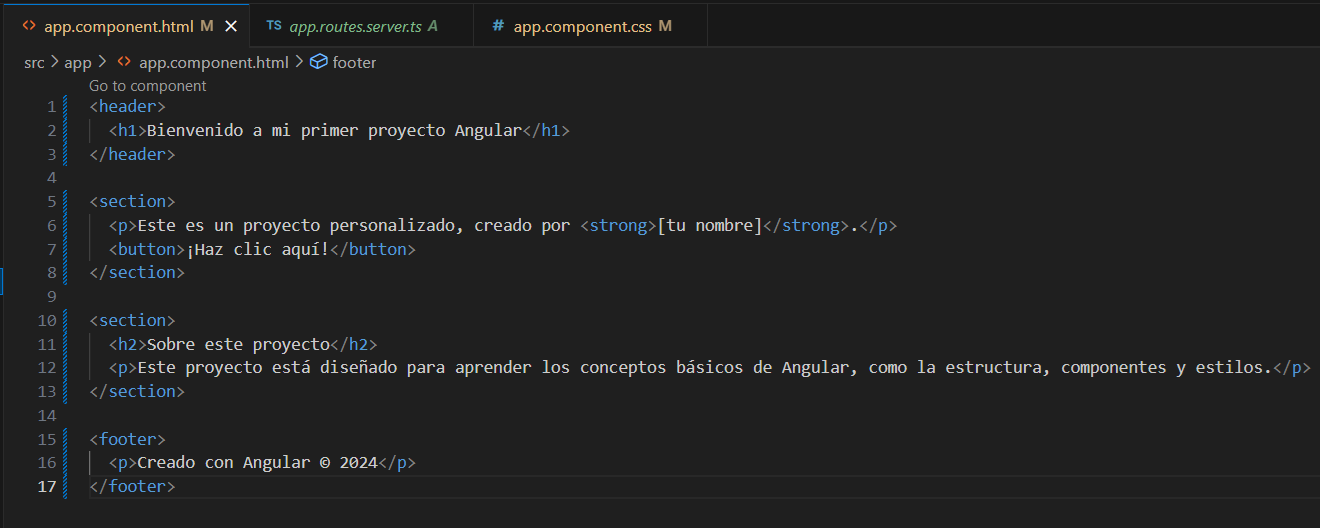 app.component.html M
TS app.routes.server.ts A
# app.component.css M
src > app > <> app.component.html > footer
Go to component
1 <header>
2   <h1>Bienvenido a mi primer proyecto Angular</h1>
3 </header>
4
5 <section>
6   <p>Este es un proyecto personalizado, creado por <strong>[tu nombre]</strong>.</p>
7   <button>¡Haz clic aquí!</button>
8 </section>
9
10 <section>
11   <h2>Sobre este proyecto</h2>
12   <p>Este proyecto está diseñado para aprender los conceptos básicos de Angular, como la estructura, componentes y estilos.</p>
13 </section>
14
15 <footer>
16   <p>Creado con Angular © 2024</p>
17 </footer>